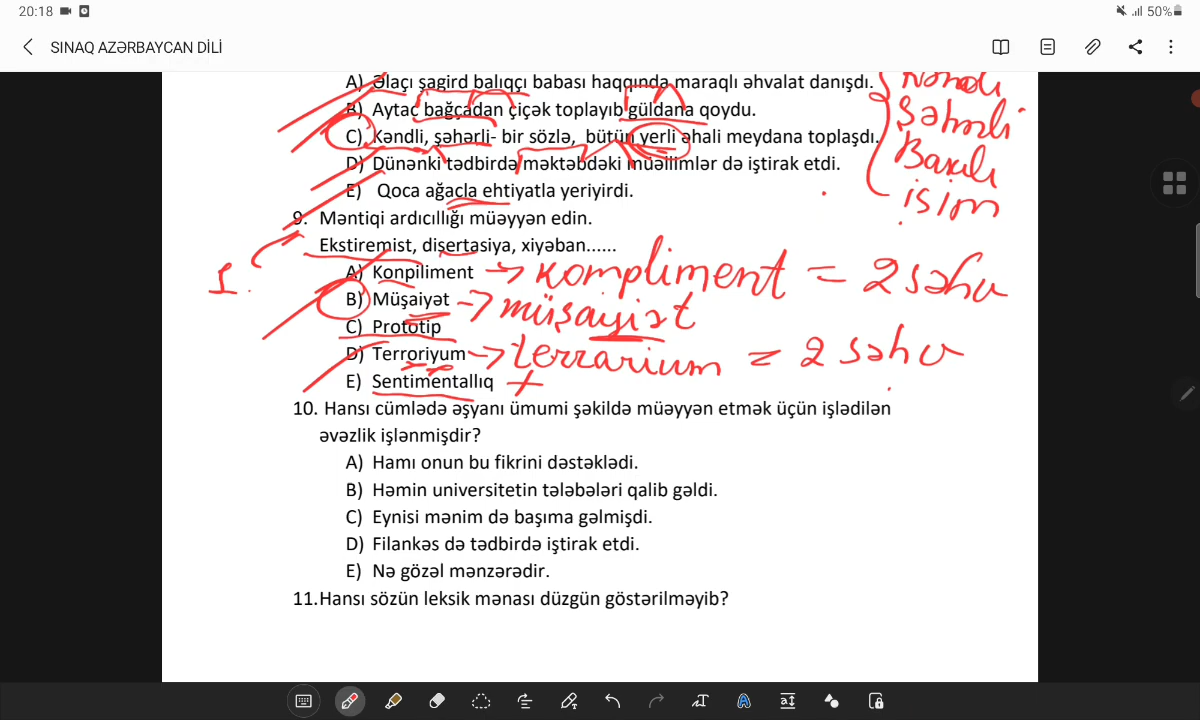 20:18 50%
SINAQ AZƏRBAYCAN DİLİ
A) Əlaçı şagird balıqçı babası haqqında maraqlı əhvalat danışdı.
B) Aytac bağçadan çiçək toplayıb güldana qoydu.
C) Kəndli, şəhərli- bir sözlə, bütün yerli əhali meydana toplaşdı.
D) Dünənki tədbirdə məktəbdəki müəllimlər də iştirak etdi.
E) Qoca ağacla ehtiyatla yeriyirdi.
Kəndli
Şəhərli
Bakılı
isim
9. Məntiqi ardıcıllığı müəyyən edin.
Ekstiremist, disertasiya, xiyəban......
1.
A) Konpiliment → kompliment = 2 səhv
B) Müşaiyət → müşayiət
C) Prototip
D) Terroriyum → terrarium = 2 səhv
E) Sentimentallıq +
10. Hansı cümlədə əşyanı ümumi şəkildə müəyyən etmək üçün işlədilən
əvəzlik işlənmişdir?
A) Hamı onun bu fikrini dəstəklədi.
B) Həmin universitetin tələbələri qalib gəldi.
C) Eynisi mənim də başıma gəlmişdi.
D) Filankəs də tədbirdə iştirak etdi.
E) Nə gözəl mənzərədir.
11.Hansı sözün leksik mənası düzgün göstərilməyib?